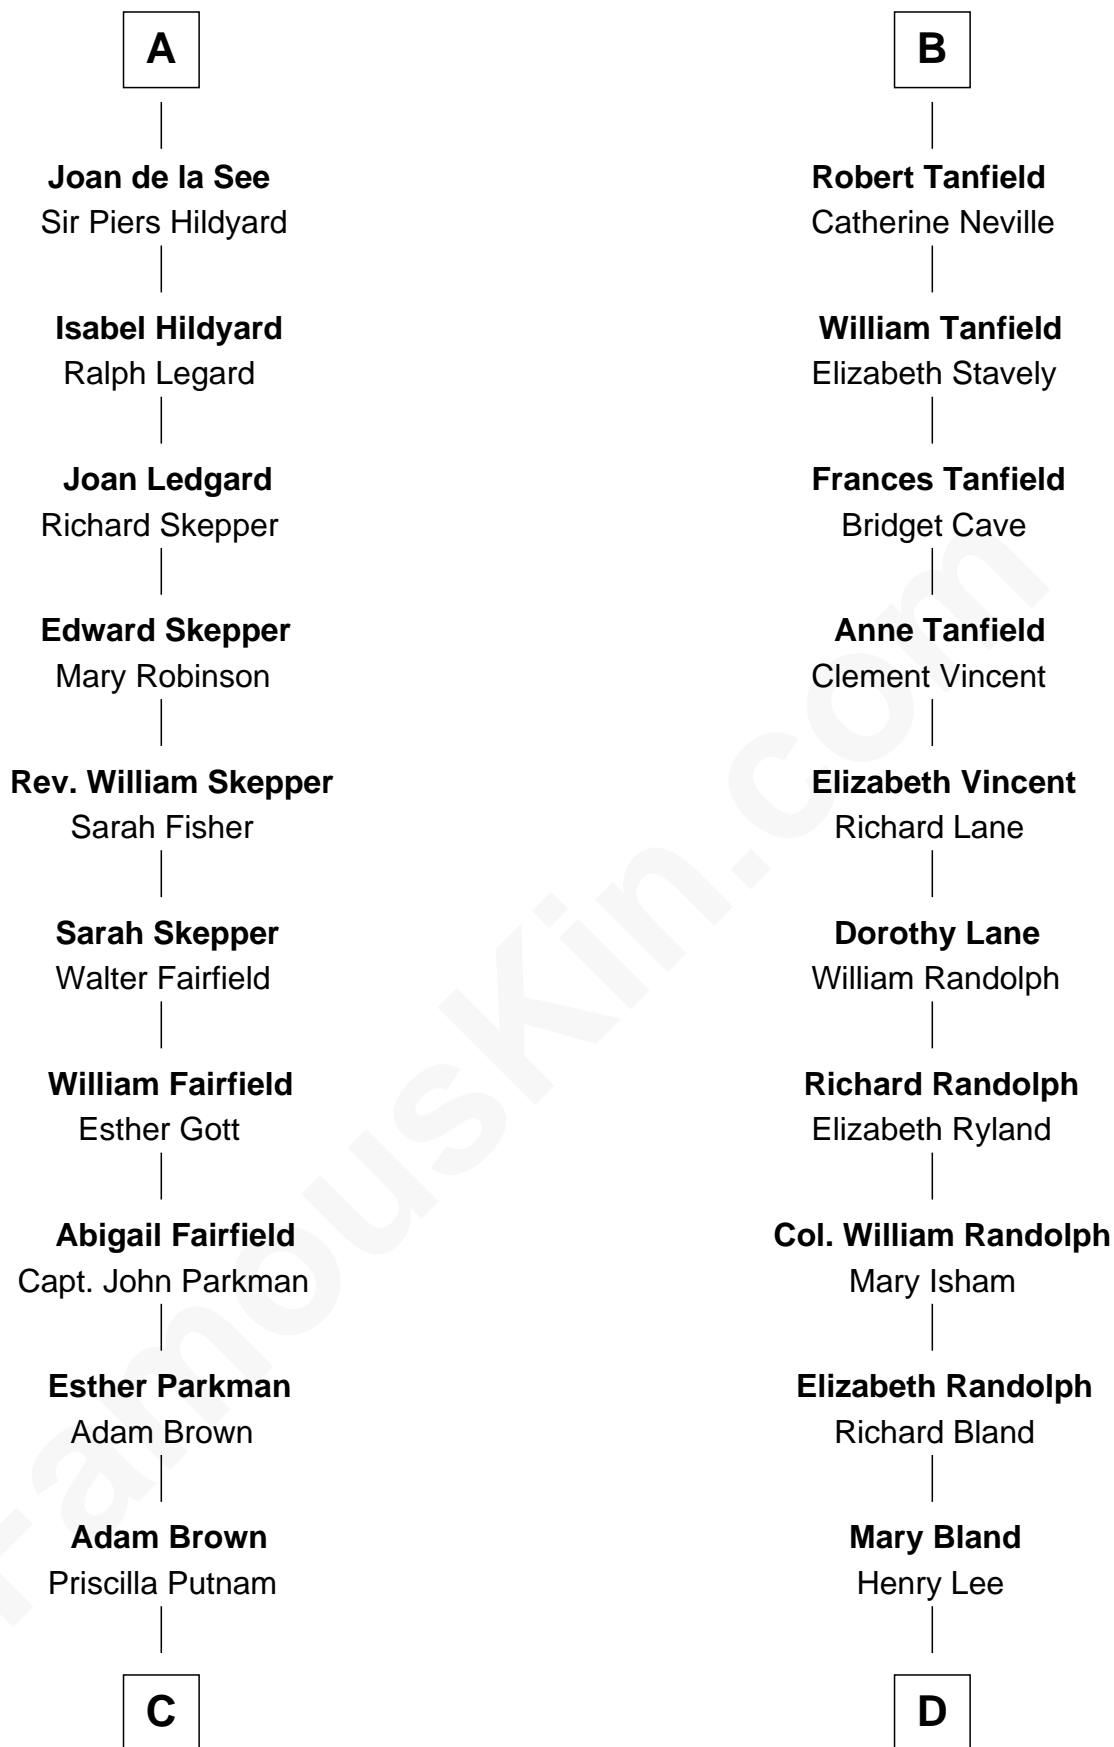 A
Joan de la See
Sir Piers Hildyard
Isabel Hildyard
Ralph Legard
Joan Ledgard
Richard Skepper
Edward Skepper
Mary Robinson
Rev. William Skepper
Sarah Fisher
Sarah Skepper
Walter Fairfield
William Fairfield
Esther Gott
Abigail Fairfield
Capt. John Parkman
Esther Parkman
Adam Brown
Adam Brown
Priscilla Putnam
C
B
Robert Tanfield
Catherine Neville
William Tanfield
Elizabeth Stavely
Frances Tanfield
Bridget Cave
Anne Tanfield
Clement Vincent
Elizabeth Vincent
Richard Lane
Dorothy Lane
William Randolph
Richard Randolph
Elizabeth Ryland
Col. William Randolph
Mary Isham
Elizabeth Randolph
Richard Bland
Mary Bland
Henry Lee
D
FamousKin.com